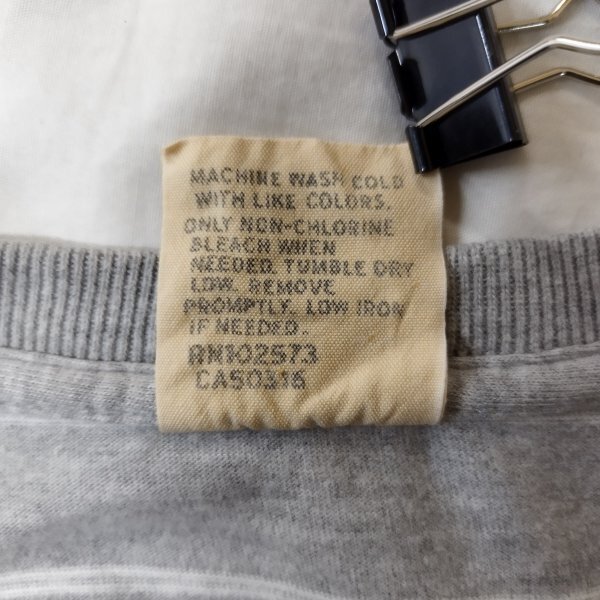 MACHINE WASH COLD
WITH LIKE COLORS.
ONLY NON-CHLORINE
BLEACH WHEN
NEEDED. TUMBLE DRY
LOW. REMOVE
PROMPTLY. LOW IRON
IF NEEDED.
RN102573
CA50316